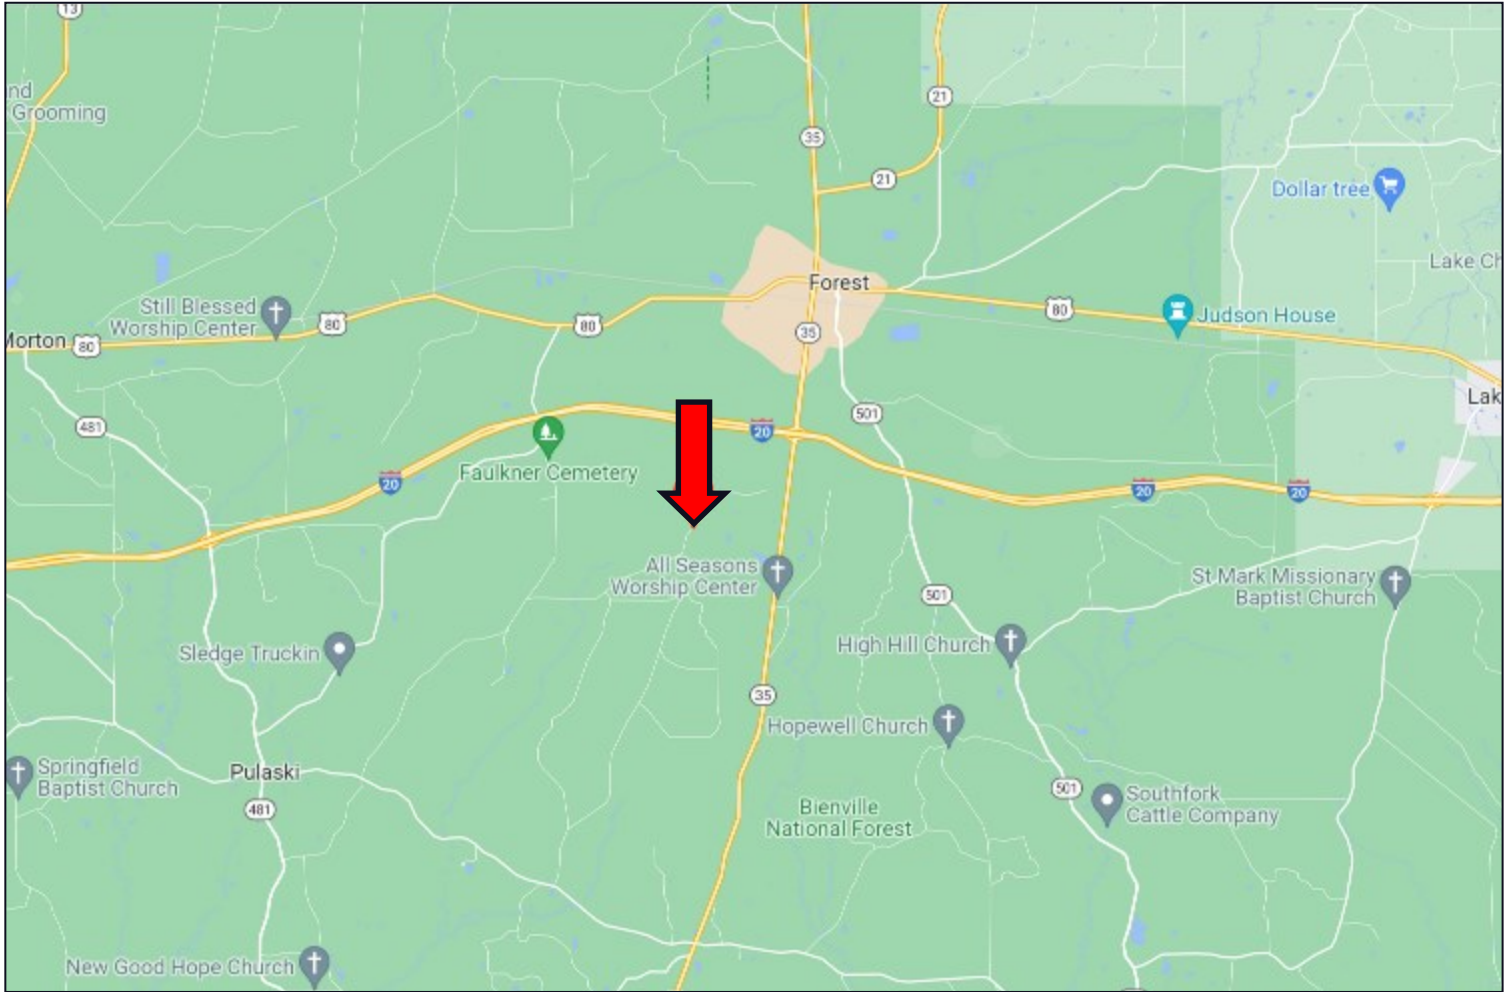 13
nd
Grooming
35
21
21
Dollar tree
Lake Ch
Forest
Still Blessed
Worship Center
80
80
80
Judson House
Morton
80
35
Lak
481
501
20
Faulkner Cemetery
20
20
20
All Seasons
Worship Center
St Mark Missionary
Baptist Church
501
High Hill Church
Sledge Truckin
35
Hopewell Church
Springfield
Baptist Church
Pulaski
481
501
Southfork
Cattle Company
Bienville
National Forest
New Good Hope Church